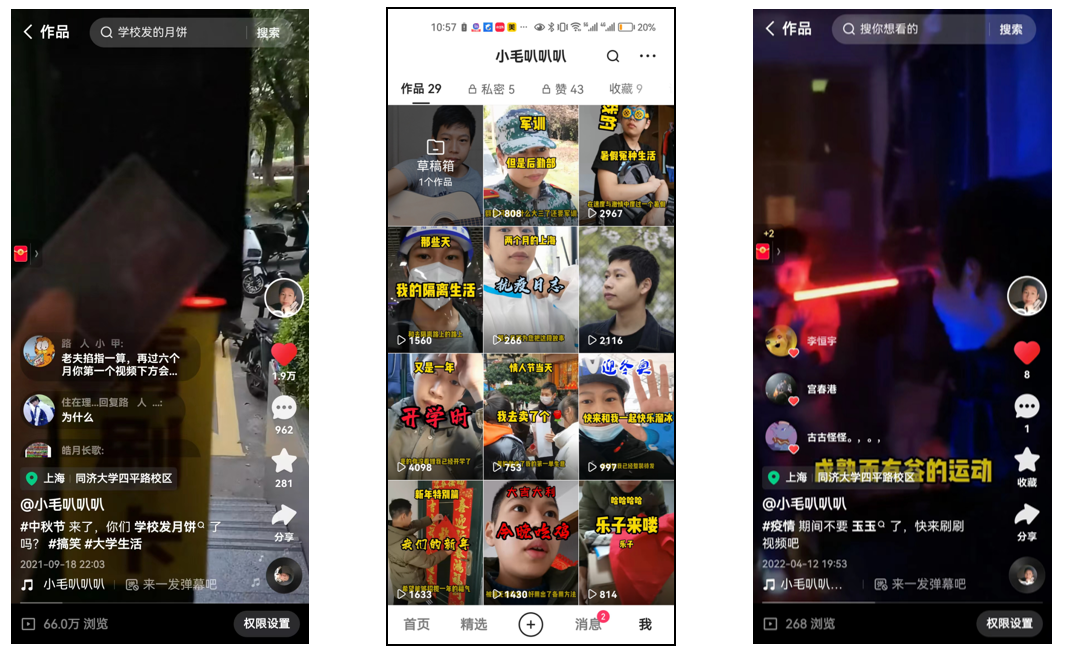 作品
学校发的月饼
搜索
路 人 小 甲:
老夫掐指一算，再过六个
月你第一个视频下方会...
住在理...回复路 人 ...:
为什么
皓月长歌:
1.9万
962
281
分享
上海 同济大学四平路校区
@小毛叭叭叭
#中秋节 来了，你们 学校发月饼 了
吗？ #搞笑 #大学生活
2021-09-18 22:03
小毛叭叭叭
来一发弹幕吧
66.0万 浏览
权限设置
10:57
20%
小毛叭叭叭
作品 29
私密 5
赞 43
收藏 9
草稿箱
1个作品
军训
但是后勤部
808
我的
暑假冤种生活
2967
那些天
我的隔离生活
1560
两个月的上海
抗疫日志
266
2116
又是一年
开学时
4098
情人节当天
我去卖了个
753
迎冬奥
快来和我一起快乐溜冰
997
新年特别篇
我们的新年
1633
大吉大利
今晚吃鸡
1430
哈哈哈哈
乐子来喽
乐子
814
首页
精选
消息
2
我
作品
搜你想看的
搜索
+2
李恒宇
宫春港
古古怪怪。，。，
8
1
收藏
分享
成熟而有益的运动
上海 同济大学四平路校区
@小毛叭叭叭
#疫情 期间不要 玉玉 了，快来刷刷
视频吧
2022-04-12 19:53
小毛叭叭...
来一发弹幕吧
268 浏览
权限设置